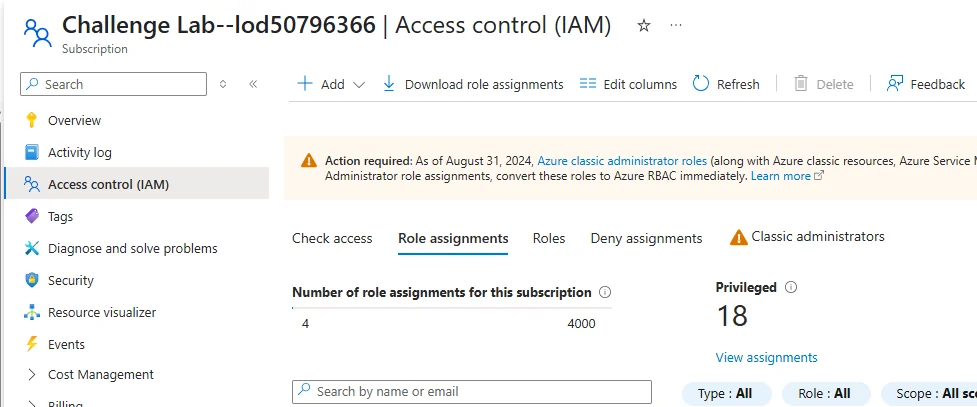 Challenge Lab--lod50796366 | Access control (IAM)
Subscription
Search
Add
Download role assignments
Edit columns
Refresh
Delete
Feedback
Overview
Activity log
Access control (IAM)
Tags
Diagnose and solve problems
Security
Resource visualizer
Events
Cost Management
Billing
Action required: As of August 31, 2024, Azure classic administrator roles (along with Azure classic resources, Azure Service
Administrator role assignments, convert these roles to Azure RBAC immediately. Learn more
Check access
Role assignments
Roles
Deny assignments
Classic administrators
Number of role assignments for this subscription
4
4000
Privileged
18
View assignments
Search by name or email
Type : All
Role : All
Scope : All